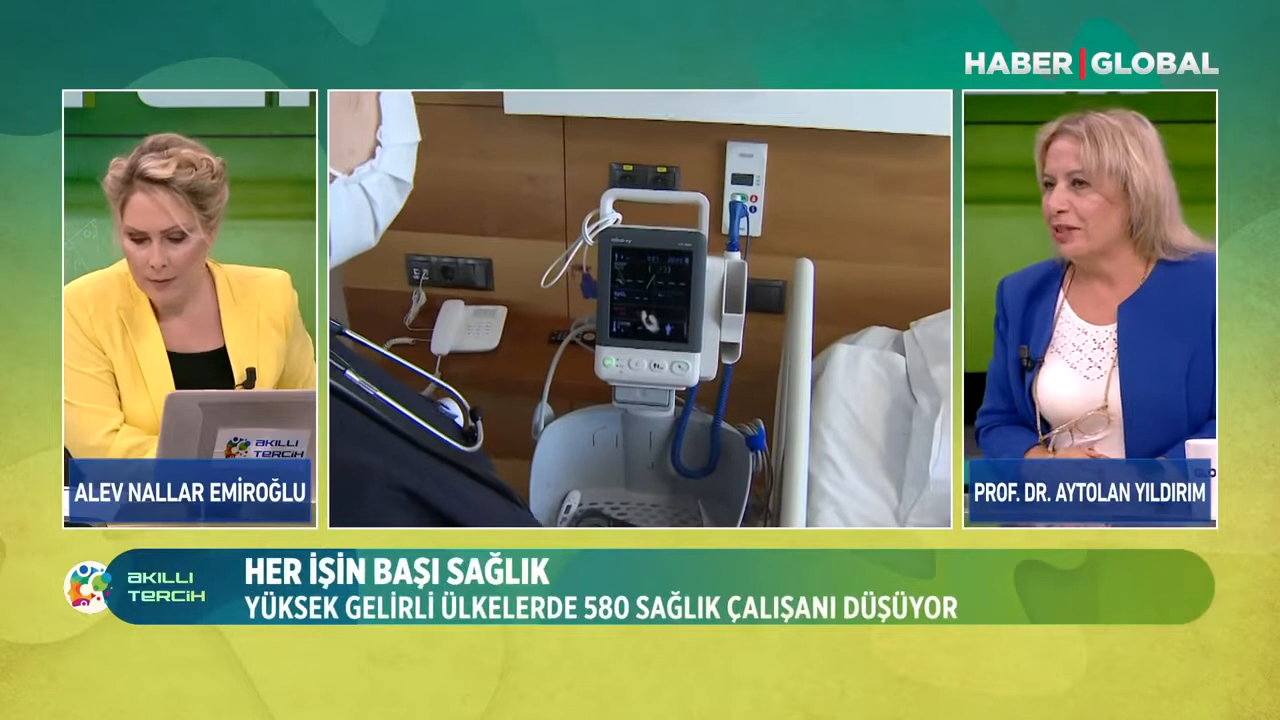 HABER GLOBAL
AKILLI
TERCİH
ALEV NALLAR EMİROĞLU
PROF. DR. AYTOLAN YILDIRIM
HER İŞİN BAŞI SAĞLIK
AKILLI
TERCİH
YÜKSEK GELİRLİ ÜLKELERDE 580 SAĞLIK ÇALIŞANI DÜŞÜYOR